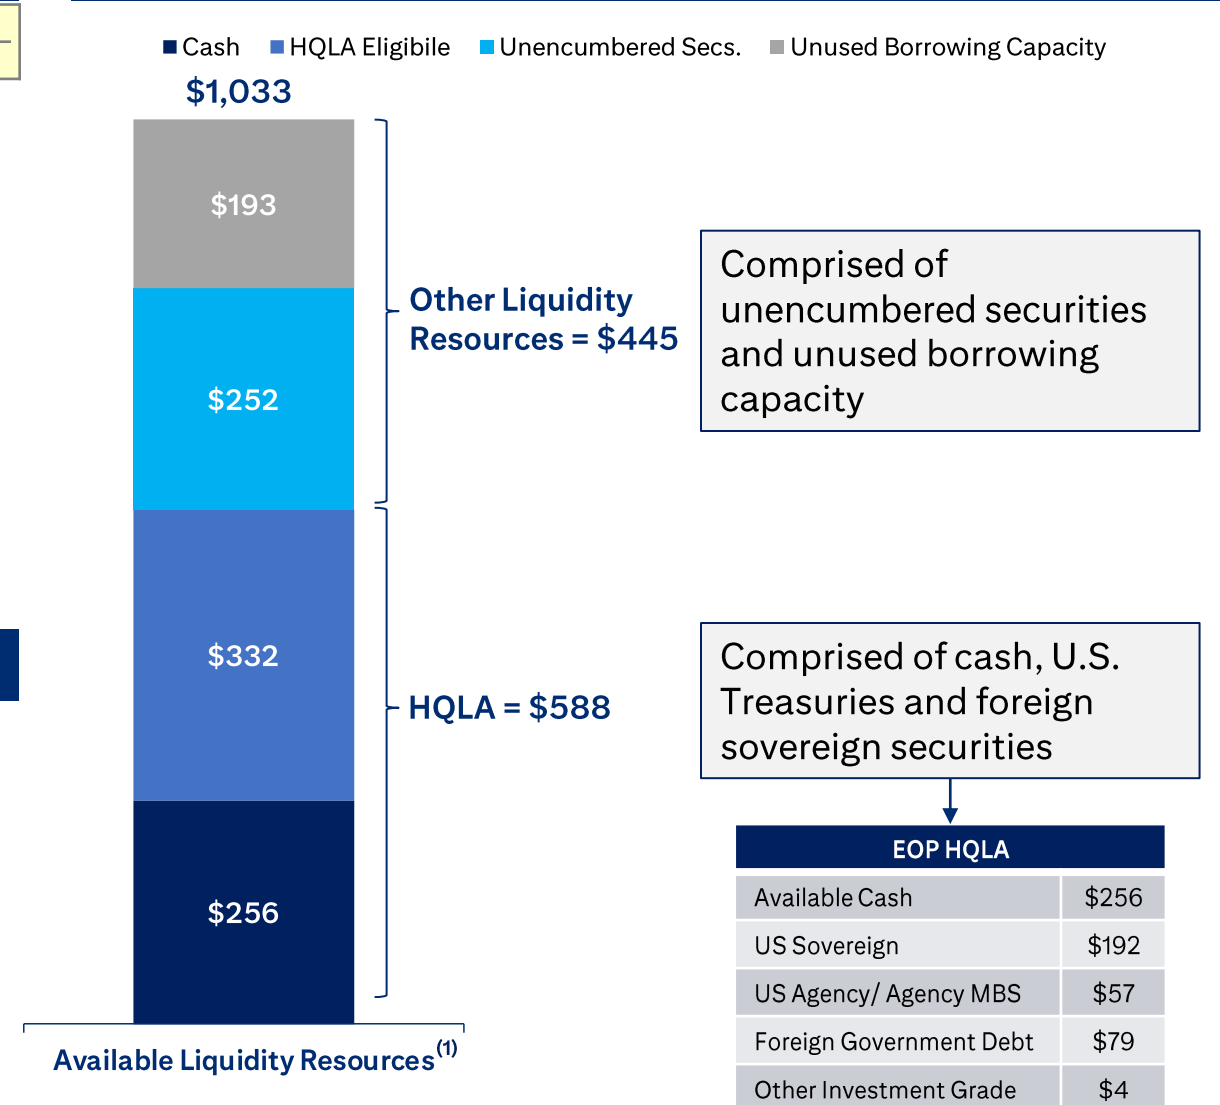 Cash HQLA Eligibile Unencumbered Secs. Unused Borrowing Capacity
$1,033
$193
$252
$332
$256
Other Liquidity
Resources = $445
HQLA = $588
Available Liquidity Resources(1)
Comprised of
unencumbered securities
and unused borrowing
capacity
Comprised of cash, U.S.
Treasuries and foreign
sovereign securities
EOP HQLA
Available Cash $256
US Sovereign $192
US Agency/ Agency MBS $57
Foreign Government Debt $79
Other Investment Grade $4